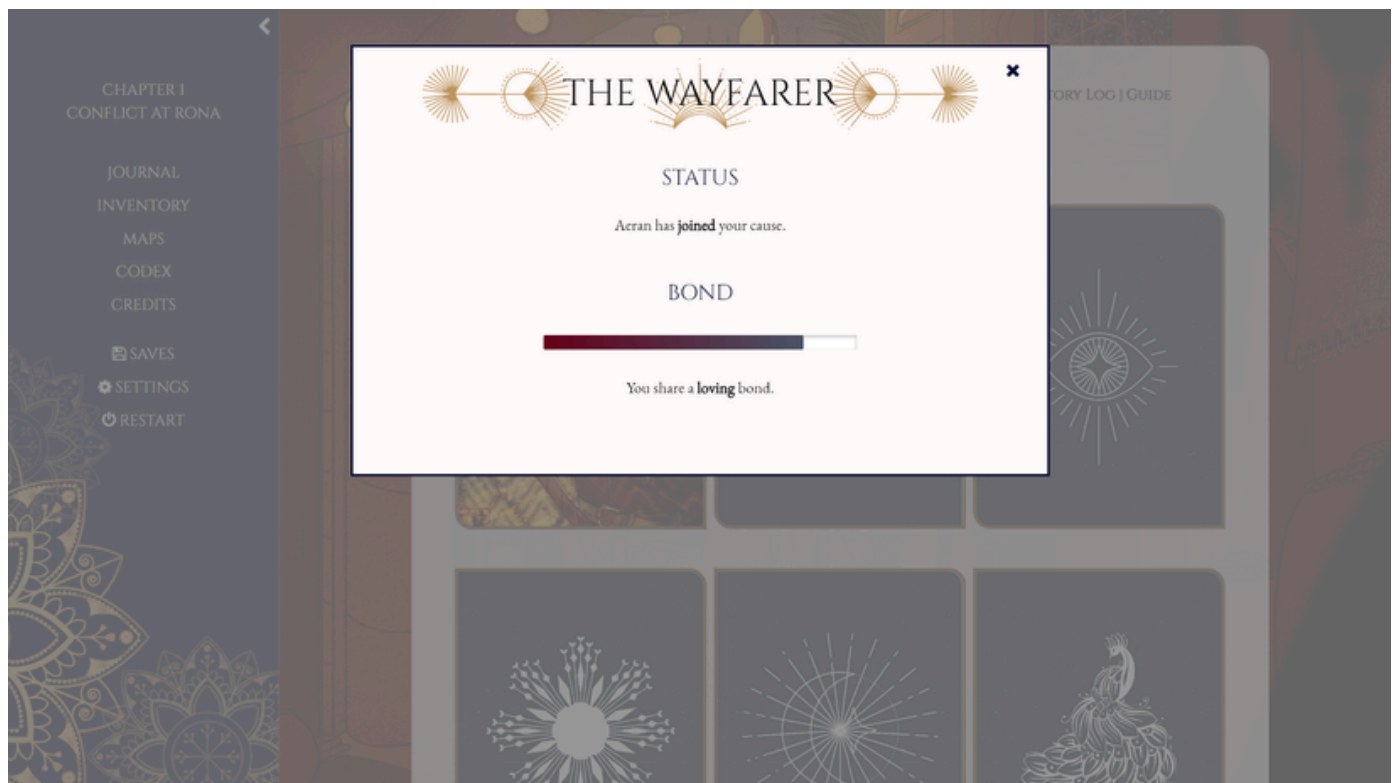 CHAPTER I
CONFLICT AT RONA
JOURNAL
INVENTORY
MAPS
CODEX
CREDITS
SAVES
SETTINGS
RESTART
THE WAYFARER
STATUS
Aeran has joined your cause.
BOND
You share a loving bond.
LOG | GUIDE